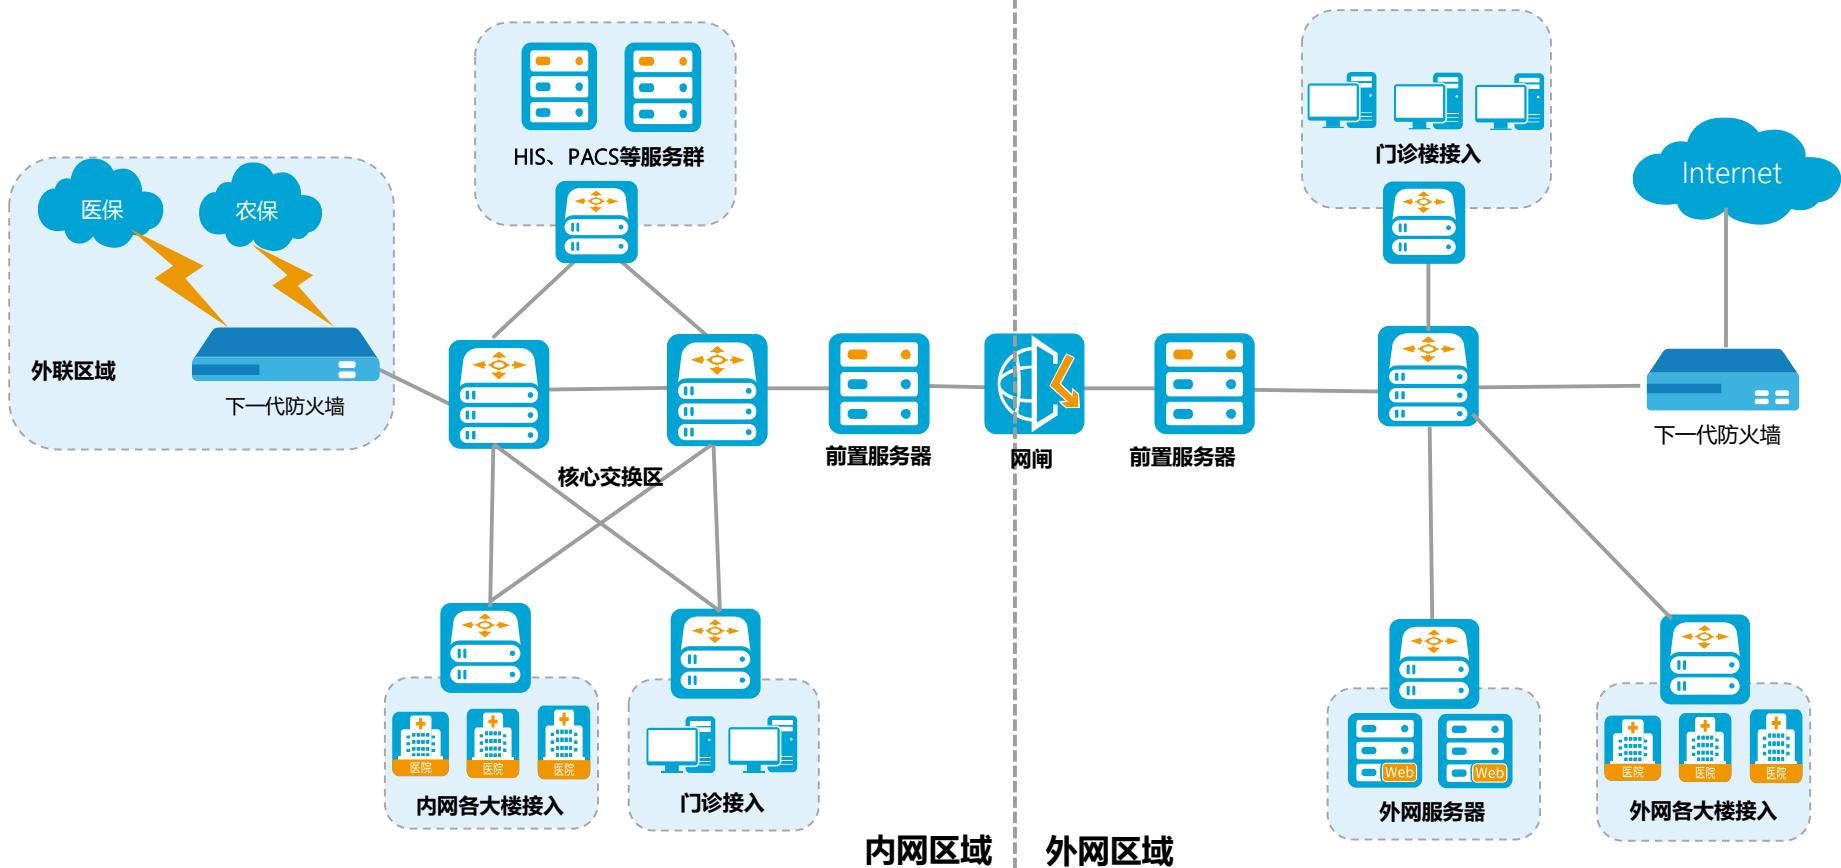 HIS、PACS等服务群
门诊楼接入
Internet
医保
农保
外联区域
下一代防火墙
核心交换区
前置服务器
网闸
前置服务器
下一代防火墙
医院
医院
医院
内网各大楼接入
门诊接入
Web
Web
外网服务器
医院
医院
医院
外网各大楼接入
内网区域
外网区域